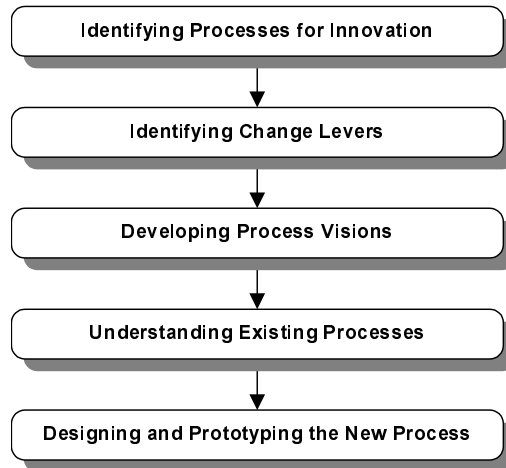 Identifying Processes for Innovation
Identifying Change Levers
Developing Process Visions
Understanding Existing Processes
Designing and Prototyping the New Process